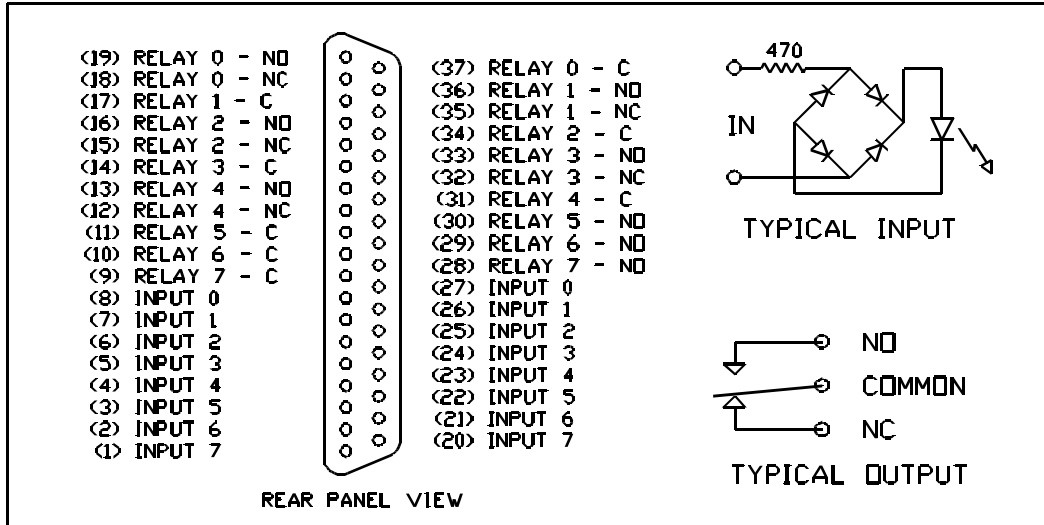 (19) RELAY 0 - NO
(18) RELAY 0 - NC
(17) RELAY 1 - C
(16) RELAY 2 - NO
(15) RELAY 2 - NC
(14) RELAY 3 - C
(13) RELAY 4 - NO
(12) RELAY 4 - NC
(11) RELAY 5 - C
(10) RELAY 6 - C
(9) RELAY 7 - C
(8) INPUT 0
(7) INPUT 1
(6) INPUT 2
(5) INPUT 3
(4) INPUT 4
(3) INPUT 5
(2) INPUT 6
(1) INPUT 7
(37) RELAY 0 - C
(36) RELAY 1 - NO
(35) RELAY 1 - NC
(34) RELAY 2 - C
(33) RELAY 3 - NO
(32) RELAY 3 - NC
(31) RELAY 4 - C
(30) RELAY 5 - NO
(29) RELAY 6 - NO
(28) RELAY 7 - NO
(27) INPUT 0
(26) INPUT 1
(25) INPUT 2
(24) INPUT 3
(23) INPUT 4
(22) INPUT 5
(21) INPUT 6
(20) INPUT 7
REAR PANEL VIEW
470
IN
TYPICAL INPUT
NO
COMMON
NC
TYPICAL OUTPUT